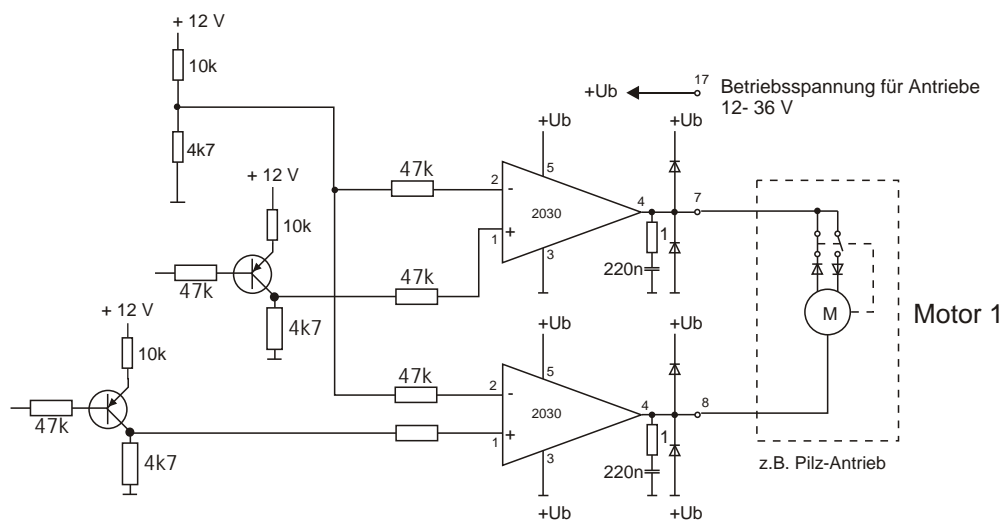 + 12 V
10k
4k7
+Ub
17
Betriebsspannung für Antriebe
12- 36 V
+Ub
5
+Ub
47k
2
-
2030
4
7
+ 12 V
10k
+
1
3
1
220n
47k
47k
4k7
+Ub
M
Motor 1
+ 12 V
10k
47k
+Ub
5
2
-
2030
4
8
47k
+
1
3
1
220n
4k7
+Ub
+Ub
z.B. Pilz-Antrieb